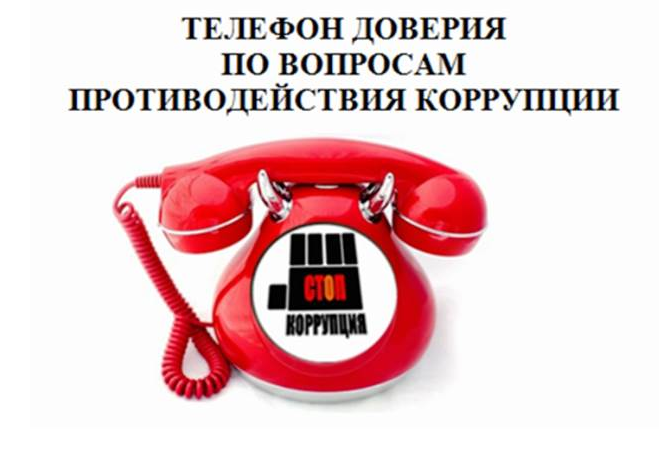 ТЕЛЕФОН ДОВЕРИЯ
ПО ВОПРОСАМ
ПРОТИВОДЕЙСТВИЯ КОРРУПЦИИ
СТОП
КОРРУПЦИЯ